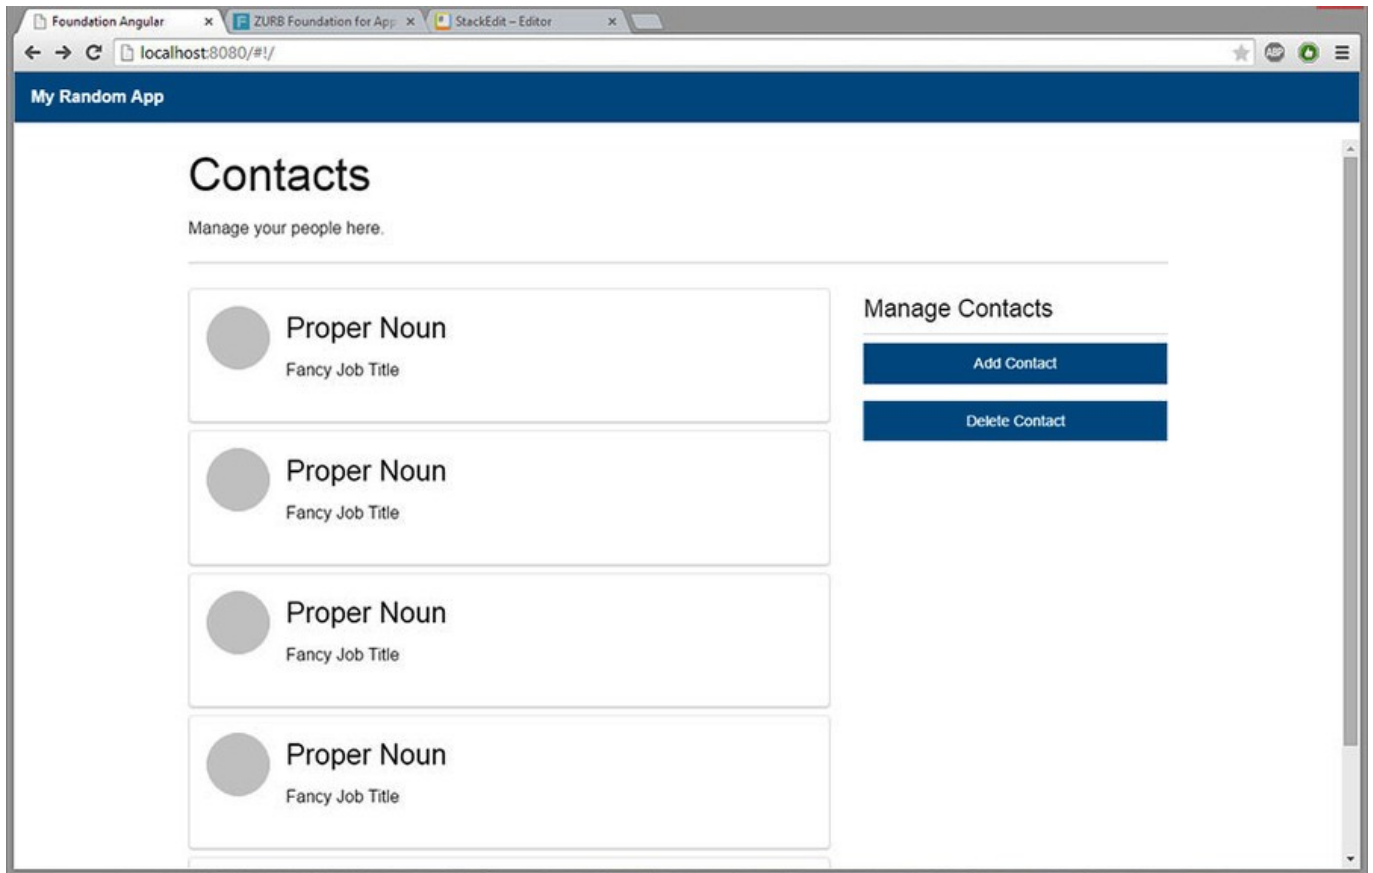 Foundation Angular
ZURB Foundation for App
StackEdit – Editor
localhost:8080/#!/
ABP
My Random App
Contacts
Manage your people here.
Proper Noun
Fancy Job Title
Manage Contacts
Add Contact
Delete Contact
Proper Noun
Fancy Job Title
Proper Noun
Fancy Job Title
Proper Noun
Fancy Job Title